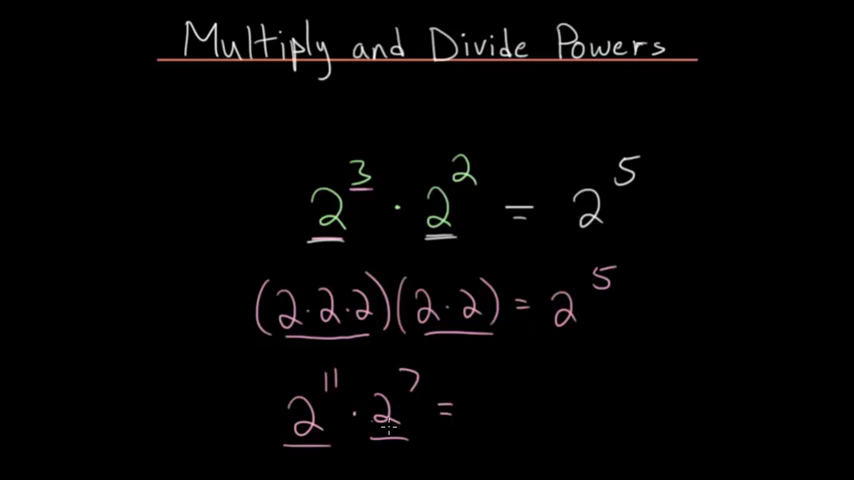 Multiply and Divide Powers
2³ · 2² = 2⁵
(2·2·2)(2·2) = 2⁵
2¹¹ · 2⁷ =